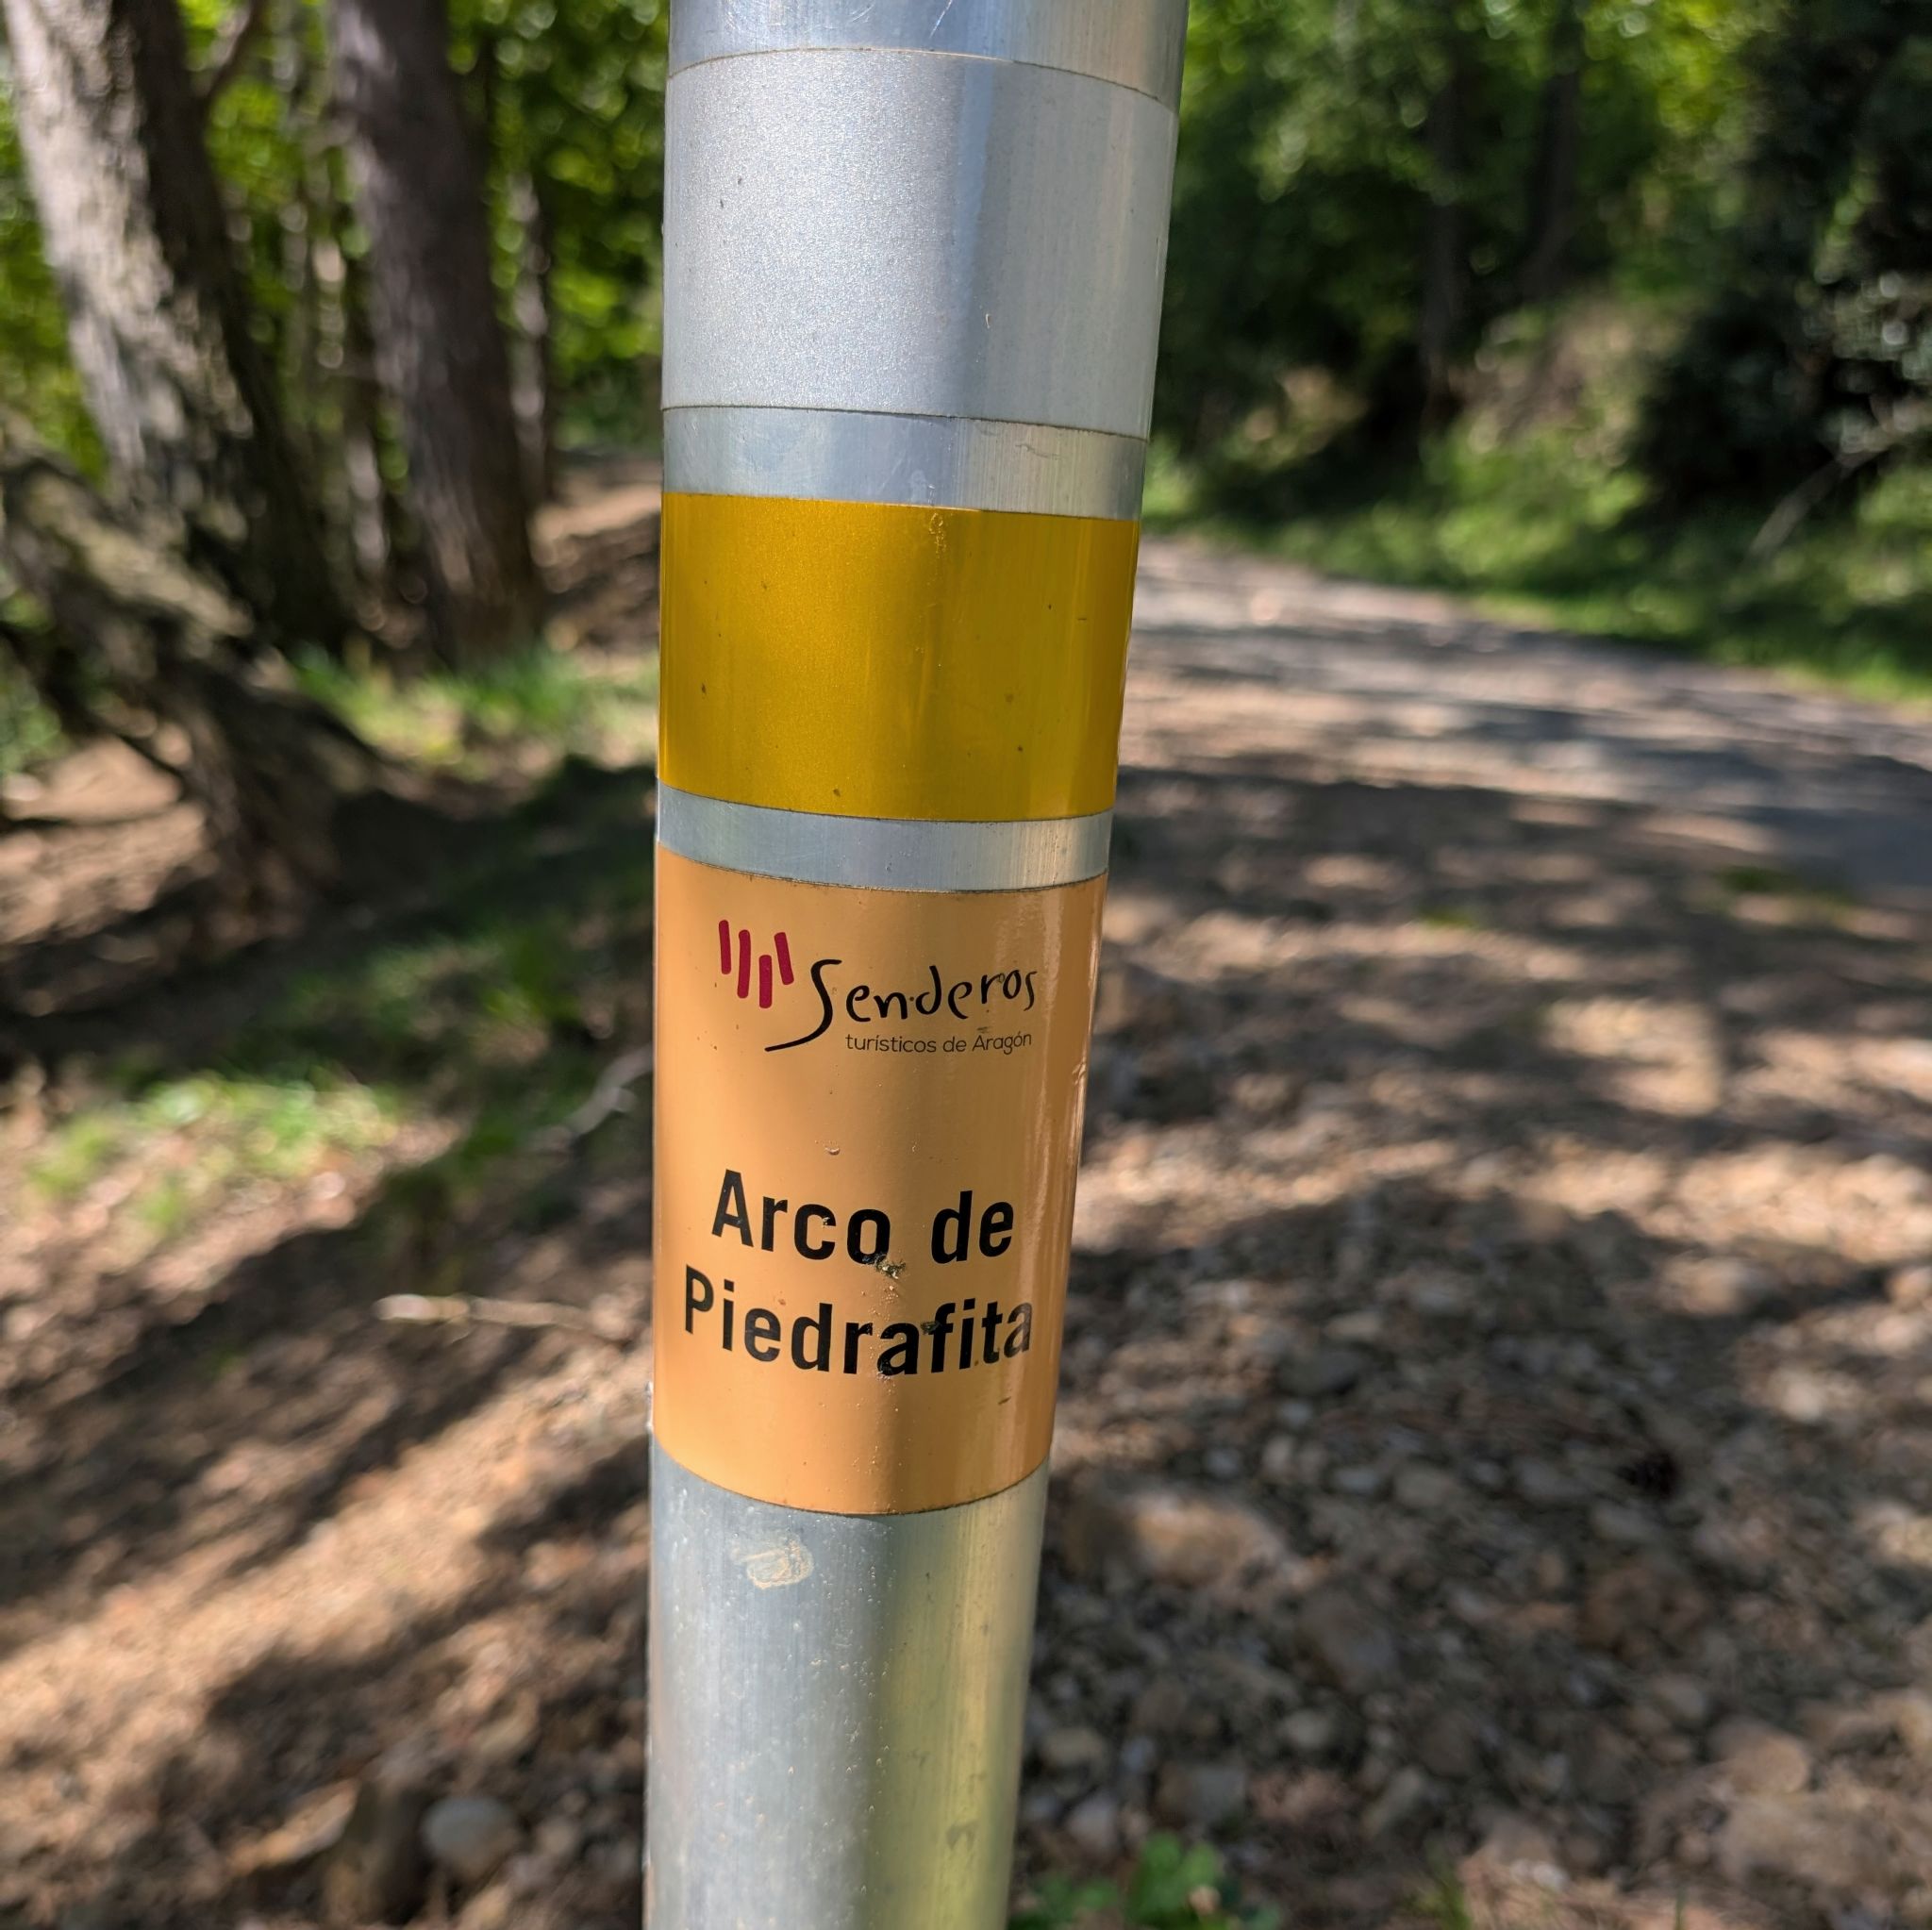 Senderos
turísticos de Aragón
Arco de
Piedrafita